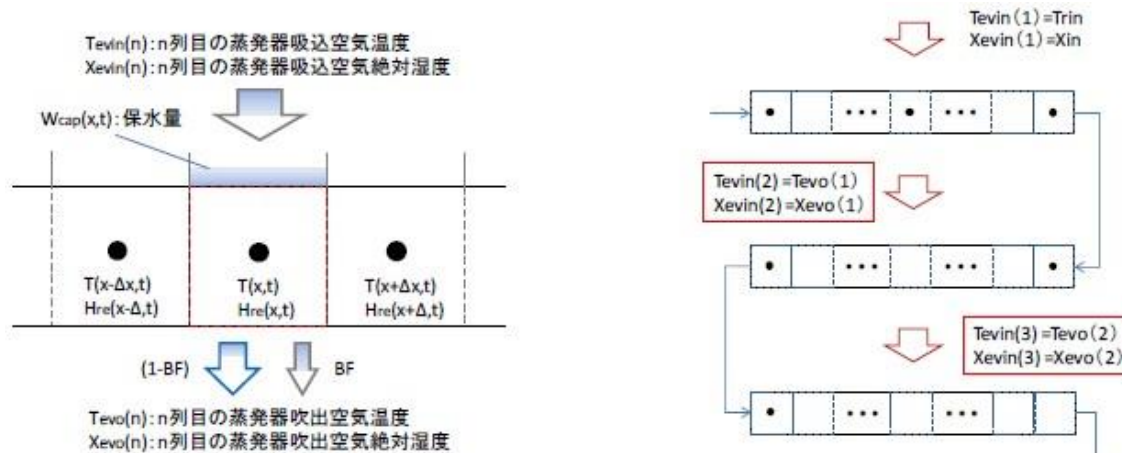 Tevin(n):n列目の蒸発器吸込空気温度
Xevin(n):n列目の蒸発器吸込空気絶対湿度
Wcap(x,t):保水量
T(x-Δx,t)
Hre(x-Δ,t)
T(x,t)
Hre(x,t)
T(x+Δx,t)
Hre(x+Δ,t)
(1-BF)
BF
Tevo(n):n列目の蒸発器吹出空気温度
Xevo(n):n列目の蒸発器吹出空気絶対湿度
Tevin(1)=Trin
Xevin(1)=Xin
Tevin(2)=Tevo(1)
Xevin(2)=Xevo(1)
Tevin(3)=Tevo(2)
Xevin(3)=Xevo(2)